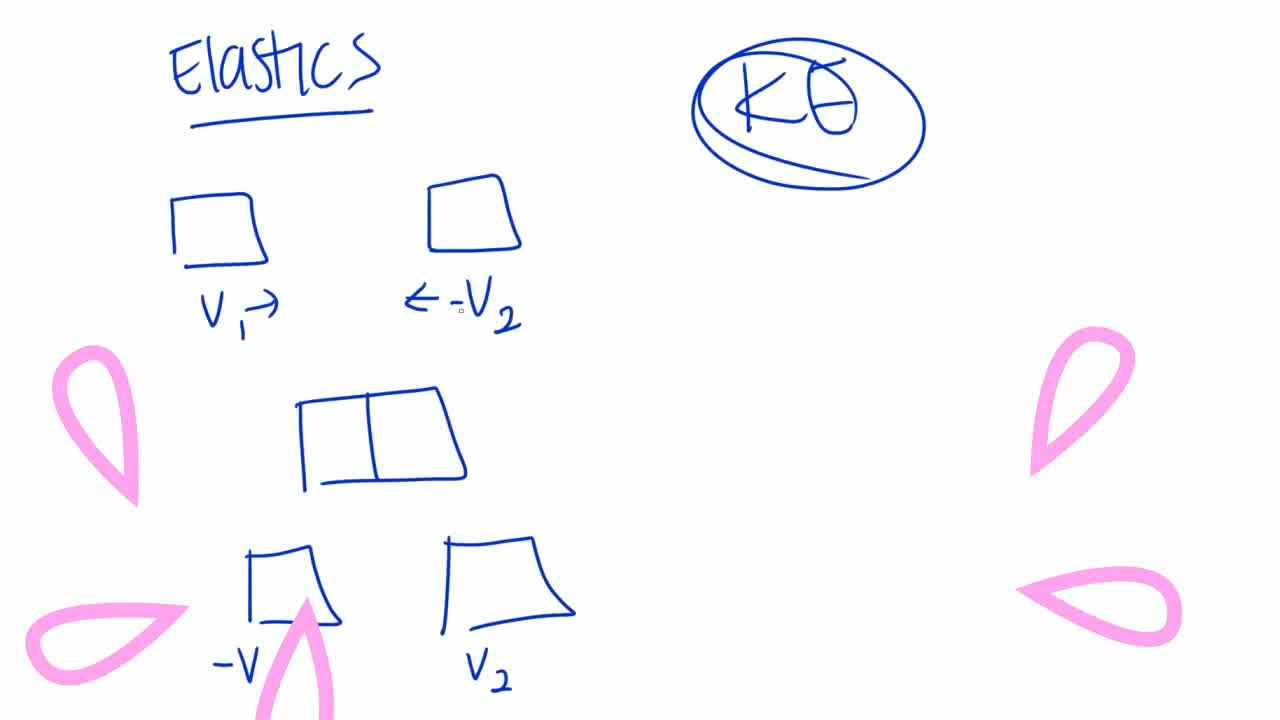 Elastics
KE
V₁→
← -V₂
-V
V₂